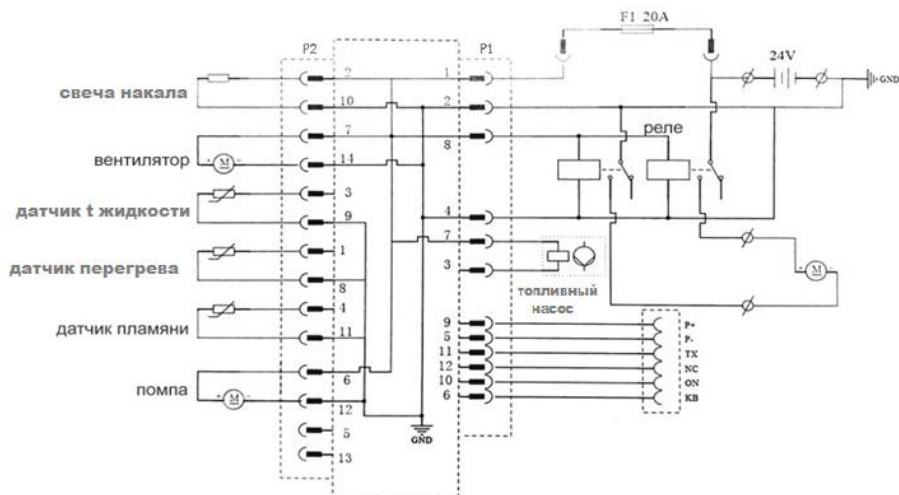 F1 20A
P2
P1
24V
GND
2
1
свеча накала
10
2
7
8
реле
вентилятор
14
3
4
датчик t жидкости
9
7
1
3
датчик перегрева
8
топливный
насос
4
9
P+
датчик пламяни
11
5
P-
11
TX
12
NC
6
10
ON
помпа
6
KB
12
5
GND
13
M
M
M